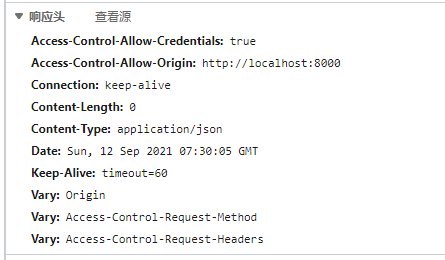 响应头 查看源
Access-Control-Allow-Credentials: true
Access-Control-Allow-Origin: http://localhost:8000
Connection: keep-alive
Content-Length: 0
Content-Type: application/json
Date: Sun, 12 Sep 2021 07:30:05 GMT
Keep-Alive: timeout=60
Vary: Origin
Vary: Access-Control-Request-Method
Vary: Access-Control-Request-Headers